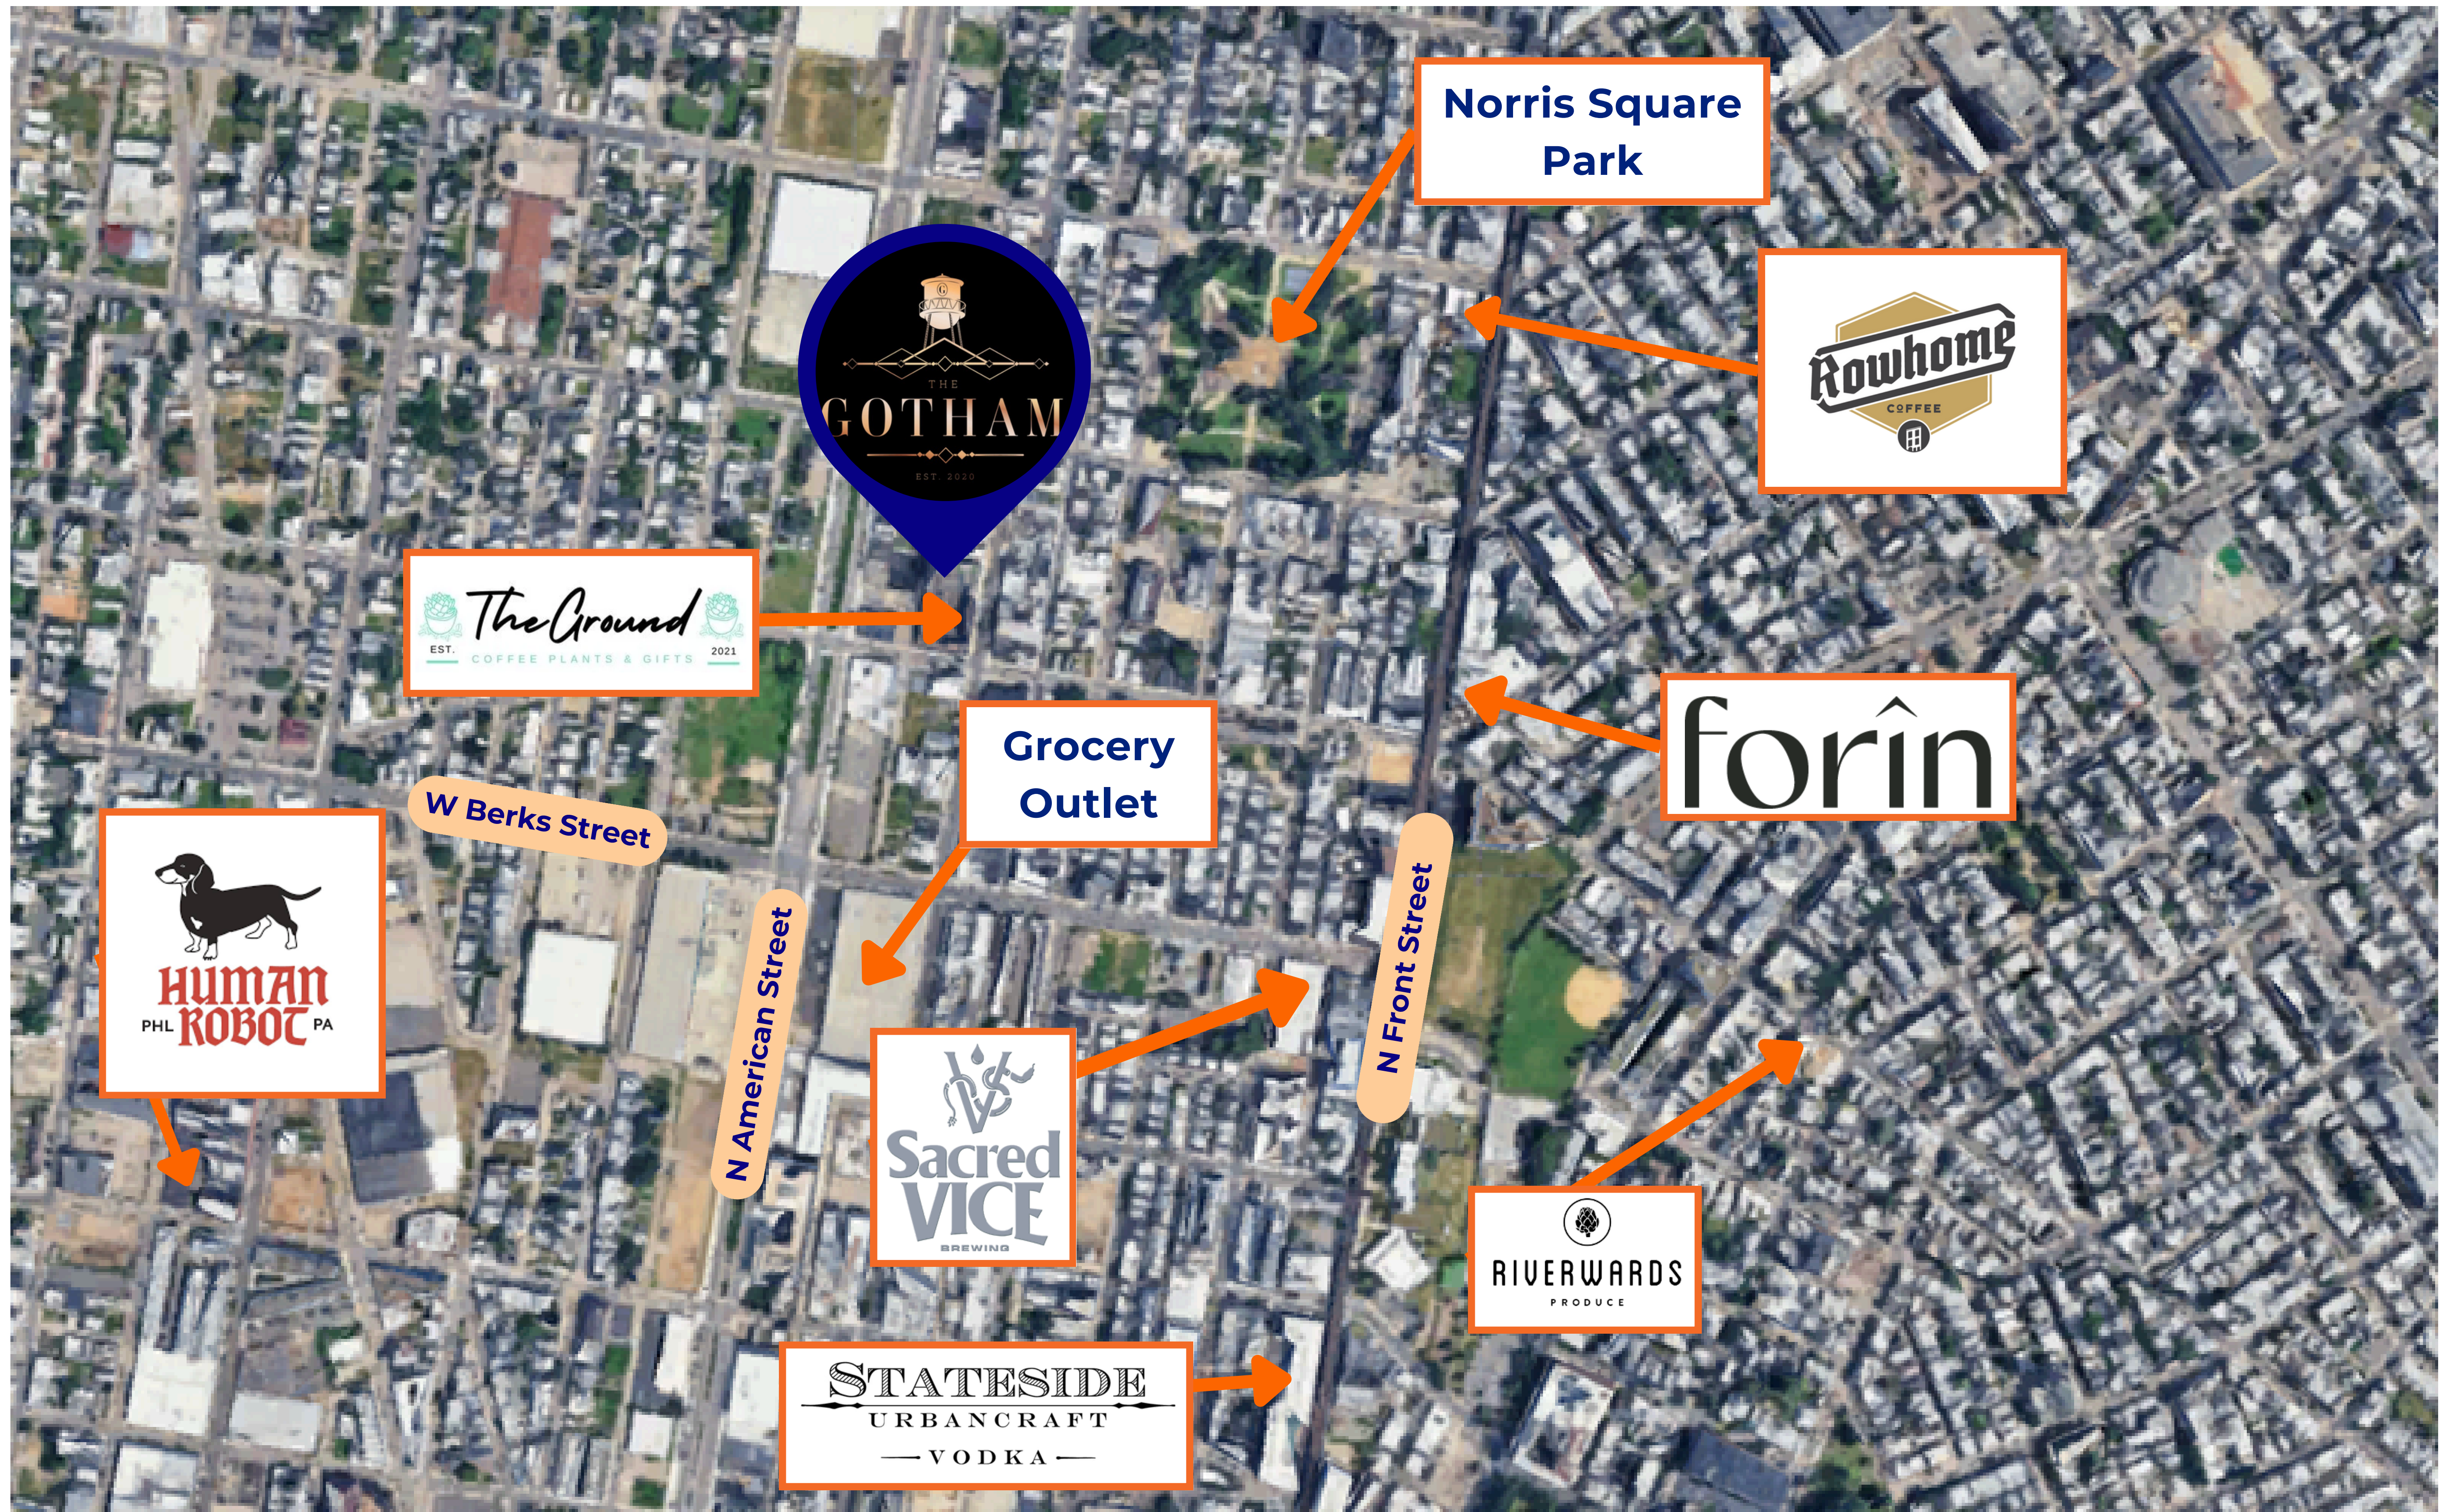 Norris Square
Park
Rowhome
COFFEE
G
THE
GOTHAM
EST. 2020
The Ground
EST.
COFFEE PLANTS & GIFTS
2021
forîn
Grocery
Outlet
W Berks Street
N American Street
N Front Street
HUMAN
PHL ROBOT PA
Sacred
VICE
BREWING
RIVERWARDS
PRODUCE
STATESIDE
URBANCRAFT
VODKA